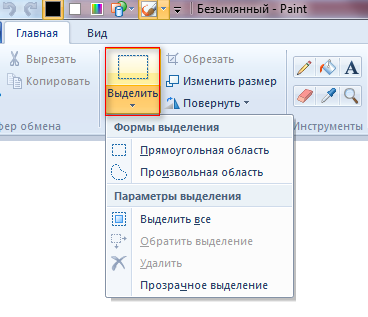 Безымянный - Paint
Главная Вид
Вырезать
Копировать
фер обмена
Выделить
Обрезать
Изменить размер
Повернуть
A
Инструменты
Формы выделения
Прямоугольная область
Произвольная область
Параметры выделения
Выделить все
Обратить выделение
Удалить
Прозрачное выделение